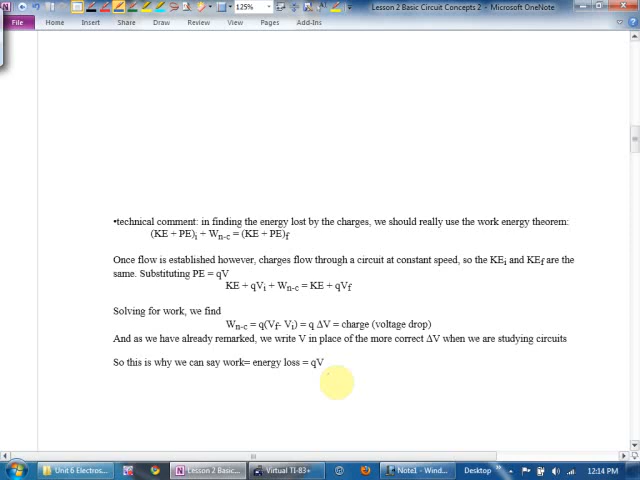 Lesson 2 Basic Circuit Concepts 2 - Microsoft OneNote
125%
File Home Insert Share Draw Review Pages View Add-Ins
•technical comment: in finding the energy lost by the charges, we should really use the work energy theorem:
(KE + PE)i + Wn-c = (KE + PE)f
Once flow is established however, charges flow through a circuit at constant speed, so the KEi and KEf are the
same. Substituting PE = qV
KE + qVi + Wn-c = KE + qVf
Solving for work, we find
Wn-c = q(Vf- Vi) = q ΔV = charge (voltage drop)
And as we have already remarked, we write V in place of the more correct ΔV when we are studying circuits
So this is why we can say work= energy loss = qV
Unit 6 Electros... Lesson 2 Basic... Virtual TI-83+ Note1 - Wind... Desktop » 12:14 PM